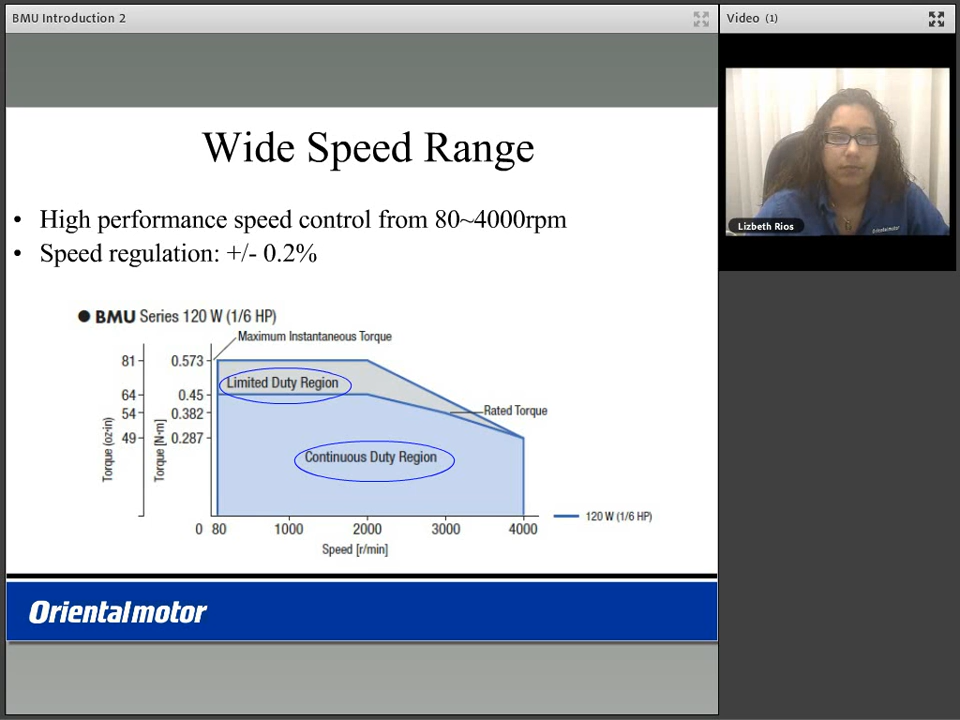 BMU Introduction 2
Video (1)
Wide Speed Range
• High performance speed control from 80~4000rpm
• Speed regulation: +/- 0.2%
● BMU Series 120 W (1/6 HP)
Maximum Instantaneous Torque
81 0.573
Limited Duty Region
64 0.45
54 0.382
Rated Torque
49 0.287
Continuous Duty Region
Torque (oz-in)
Torque [N·m]
0 80 1000 2000 3000 4000
120 W (1/6 HP)
Speed [r/min]
Orientalmotor
Lizbeth Rios
Orientalmotor